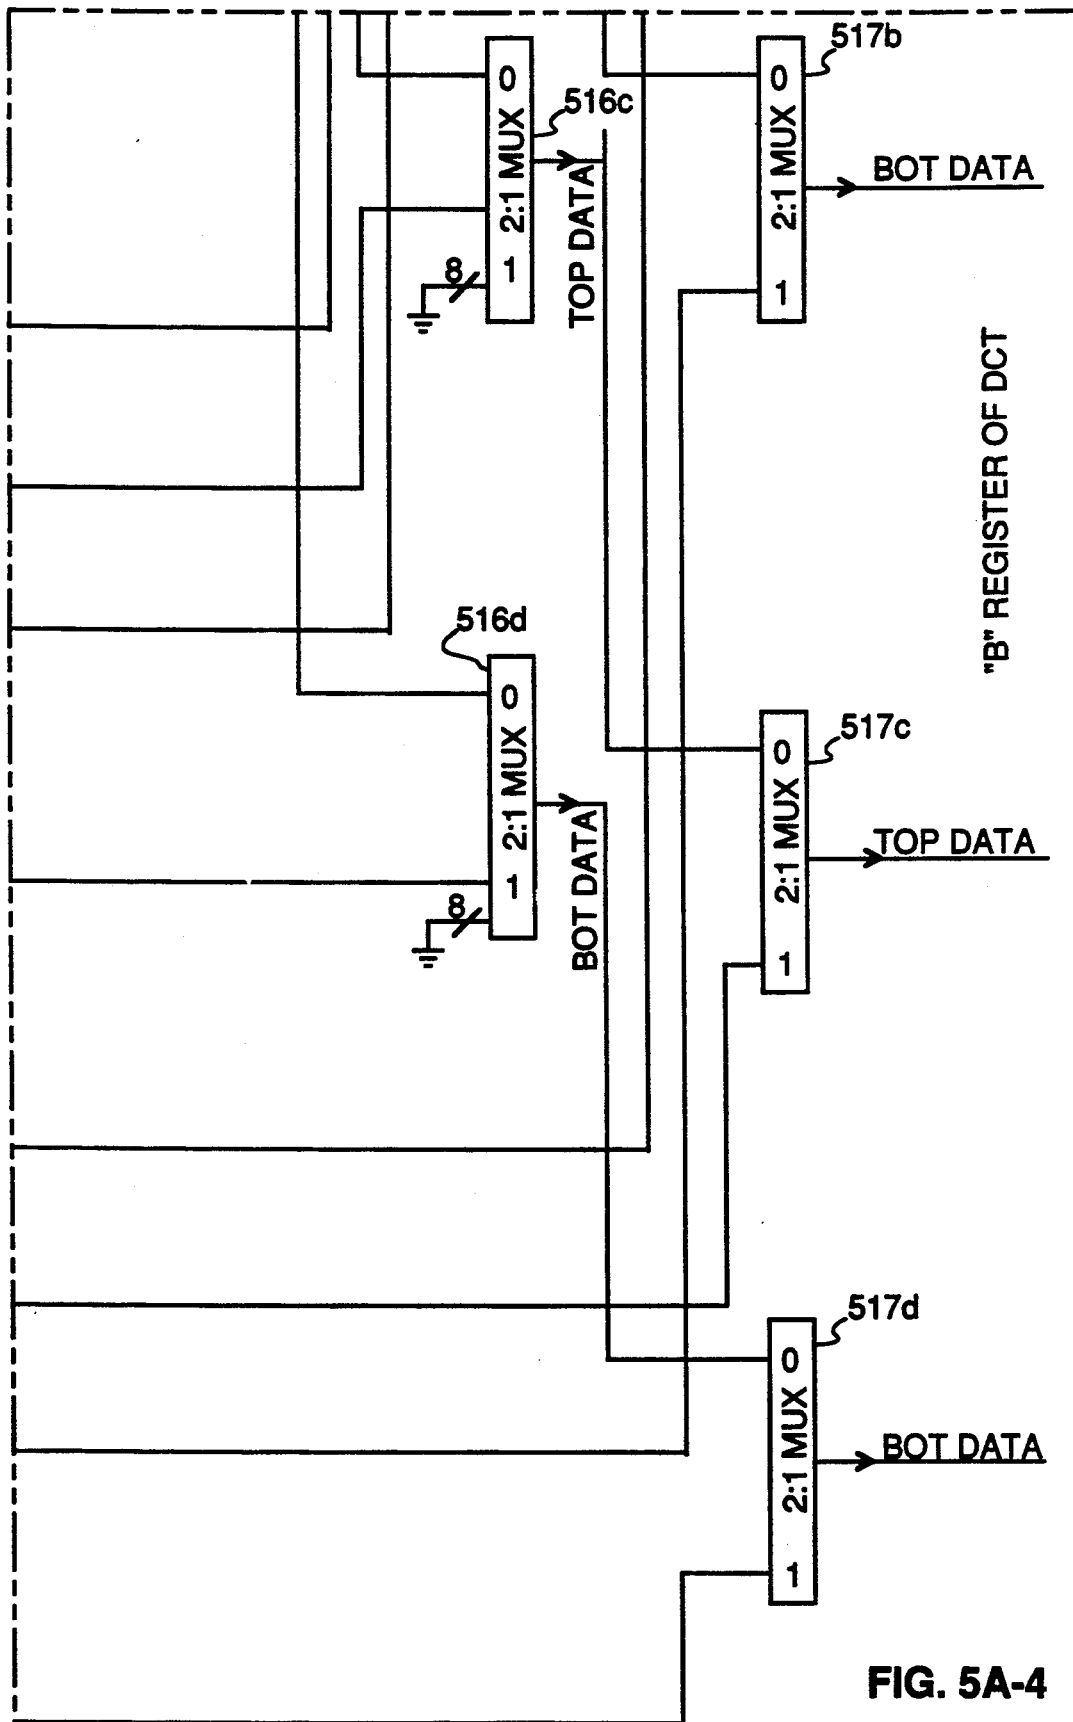 517b
0
2:1 MUX
1
BOT DATA
516c
0
2:1 MUX
1
8
TOP DATA
"B" REGISTER OF DCT
516d
0
2:1 MUX
1
8
BOT DATA
517c
0
2:1 MUX
1
TOP DATA
517d
0
2:1 MUX
1
BOT DATA
FIG. 5A-4